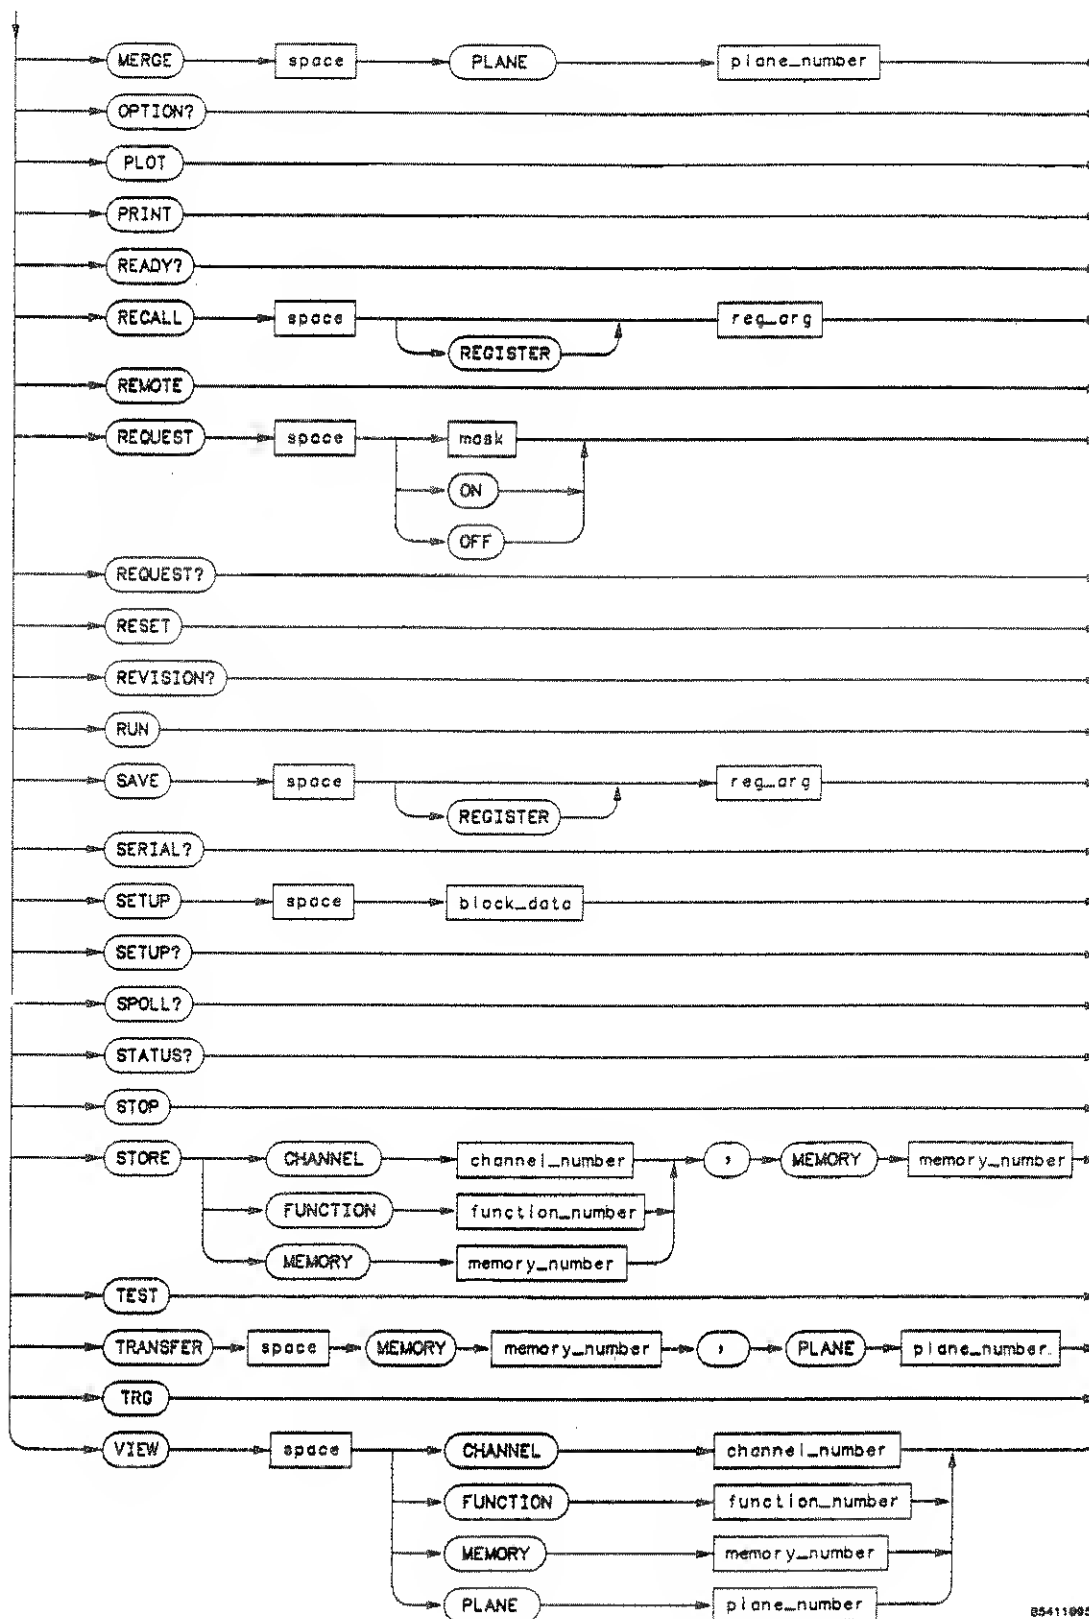 MERGE space PLANE plane_number
OPTION?
PLOT
PRINT
READY?
RECALL space reg_arg
REGISTER
REMOTE
REQUEST space mask
ON
OFF
REQUEST?
RESET
REVISION?
RUN
SAVE space reg_arg
REGISTER
SERIAL?
SETUP space block_data
SETUP?
SPOLL?
STATUS?
STOP
STORE CHANNEL channel_number , MEMORY memory_number
FUNCTION function_number
MEMORY memory_number
TEST
TRANSFER space MEMORY memory_number , PLANE plane_number
TRG
VIEW space CHANNEL channel_number
FUNCTION function_number
MEMORY memory_number
PLANE plane_number